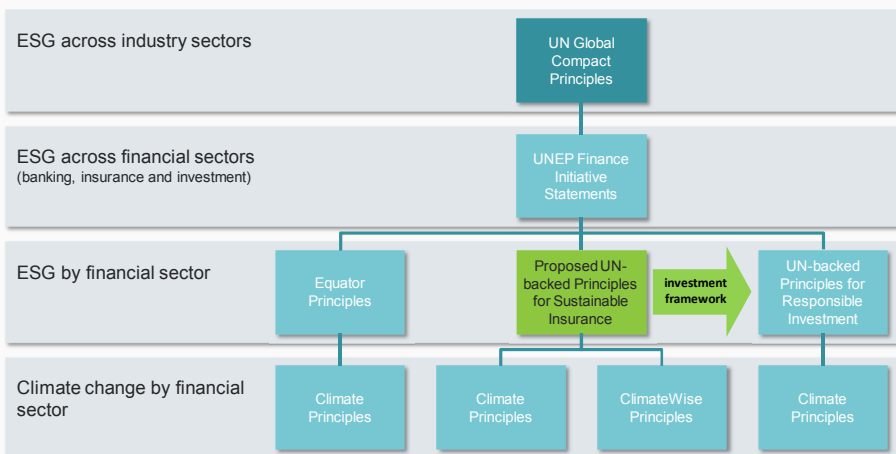 ESG across industry sectors
UN Global
Compact
Principles
ESG across financial sectors
(banking, insurance and investment)
UNEP Finance
Initiative
Statements
ESG by financial sector
Equator
Principles
Proposed UN-
backed Principles
for Sustainable
Insurance
investment
framework
UN-backed
Principles for
Responsible
Investment
Climate change by financial
sector
Climate
Principles
Climate
Principles
ClimateWise
Principles
Climate
Principles